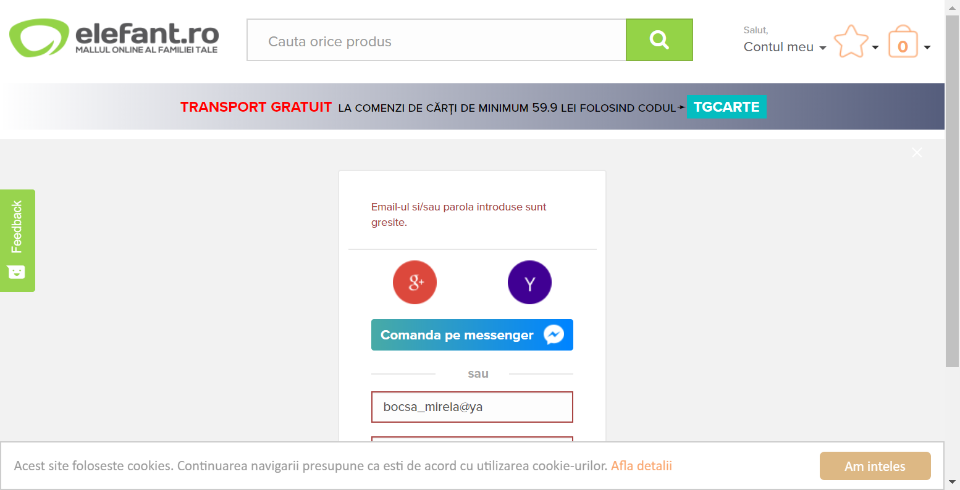 elefant.ro
MALLUL ONLINE AL FAMILIEI TALE
Cauta orice produs
Salut,
Contul meu
0
TRANSPORT GRATUIT LA COMENZI DE CĂRȚI DE MINIMUM 59.9 LEI FOLOSIND CODUL TGCARTE
Feedback
Email-ul si/sau parola introduse sunt
gresite.
g+ Y
Comanda pe messenger
sau
bocsa_mirela@ya
Acest site foloseste cookies. Continuarea navigarii presupune ca esti de acord cu utilizarea cookie-urilor. Afla detalii
Am inteles